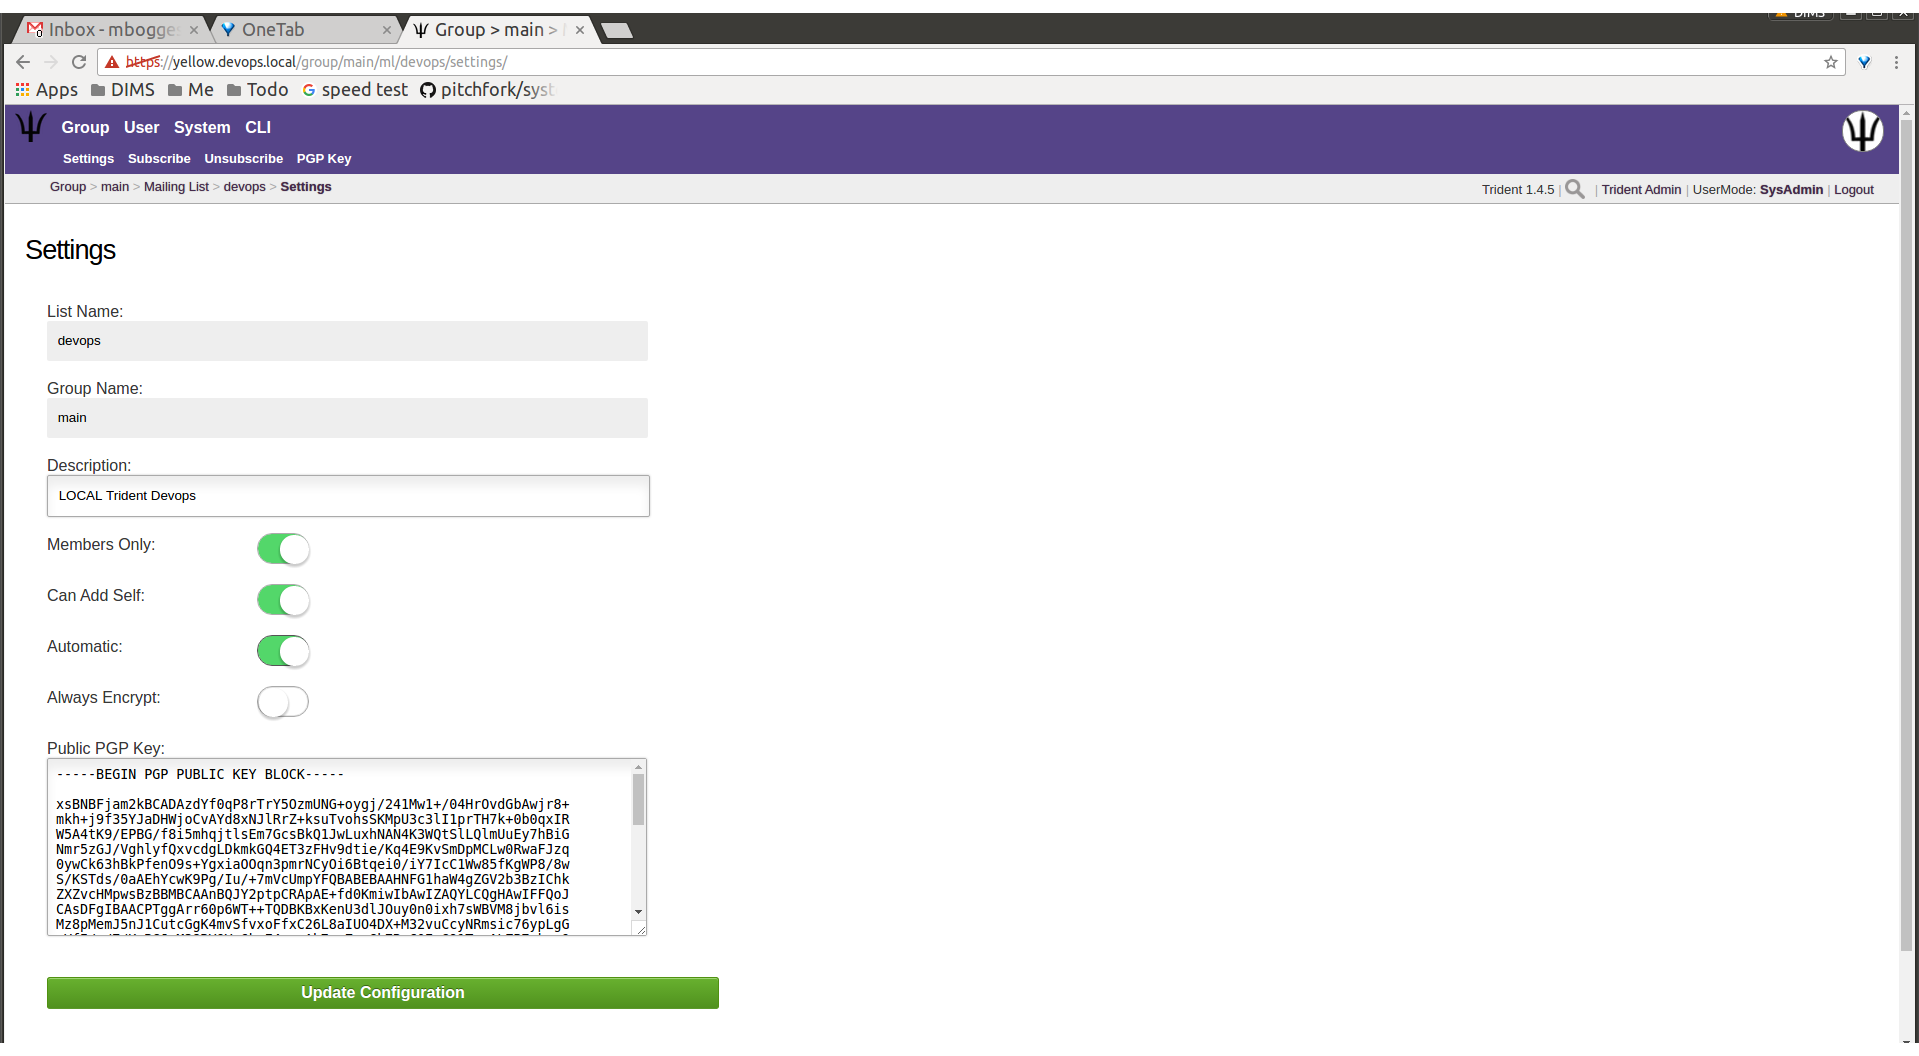 DIMS
Inbox - mbogge
OneTab
Group > main >
https://yellow.devops.local/group/main/ml/devops/settings/
Apps DIMS Me Todo speed test pitchfork/syst
Group User System CLI
Settings Subscribe Unsubscribe PGP Key
Group > main > Mailing List > devops > Settings
Trident 1.4.5 | | Trident Admin | UserMode: SysAdmin | Logout
Settings
List Name:
devops
Group Name:
main
Description:
LOCAL Trident Devops
Members Only:
Can Add Self:
Automatic:
Always Encrypt:
Public PGP Key:
-----BEGIN PGP PUBLIC KEY BLOCK-----
xsBNBFjam2kBCADAzdYf0qP8rTrY5OzmUNG+oygj/241Mw1+/04HrOvdGbAwjr8+
mkh+j9f35YJaDHWjoCvAYd8xNJlRrZ+ksuTvohsSKMpU3c3lI1prTH7k+0b0qxIR
W5A4tK9/EPBG/f8i5mhqjtlsEm7GcsBkQ1JwLuxhNAN4K3WQtSlLQlmUuEy7hBiG
Nmr5zGJ/VghlyfQxvcdgLDkmkGQ4ET3zFHv9dtie/Kq4E9KvSmDpMCLw0RwaFJzq
0ywCk63hBkPfenO9s+YgxiaOOqn3pmrNCyOi6Btqei0/iY7IcC1Ww85fKgWP8/8w
S/KSTds/0aAEhYcwK9Pg/Iu/+7mVcUmpYFQBABEBAAHNFG1haW4gZGV2b3BzIChk
ZXZvcHMpwsBzBBMBCAAnBQJY2ptpCRApAE+fd0KmiwIbAwIZAQYLCQgHAwIFFQoJ
CAsDFgIBAACPTggArr60p6WT++TQDBKBxKenU3dlJOuy0n0ixh7sWBVM8jbvl6is
Mz8pMemJ5nJ1CutcGgK4mvSfvxoFfxC26L8aIUO4DX+M32vuCcyNRmsic76ypLgG
Update Configuration